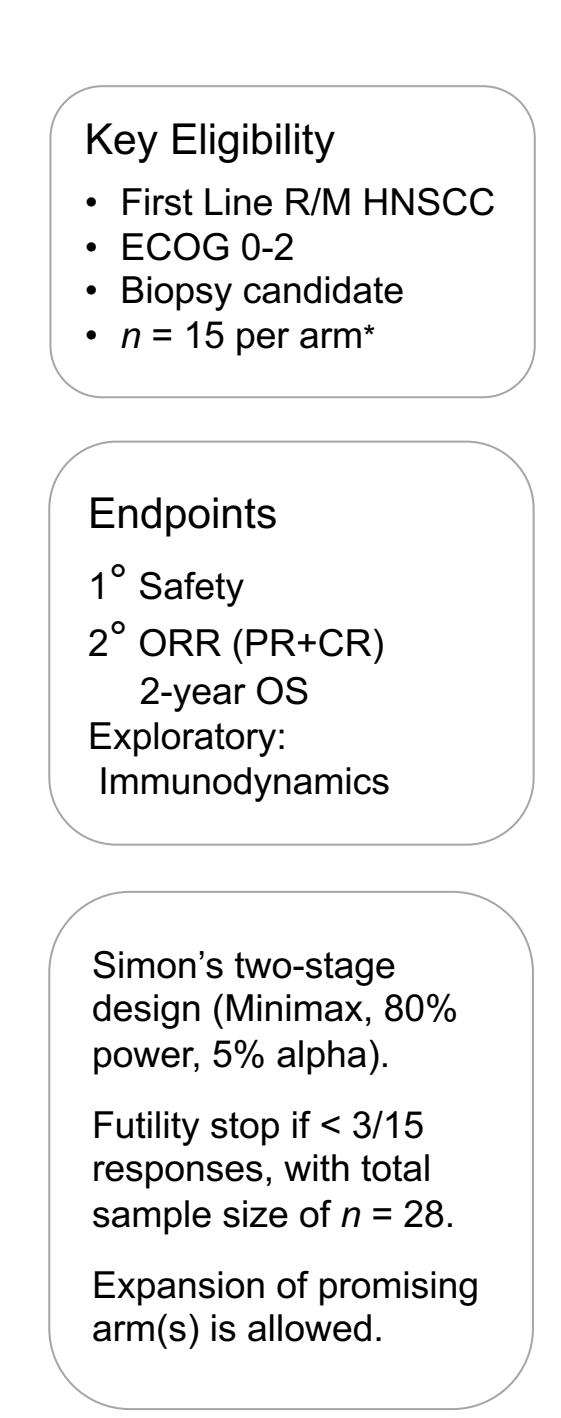 Key Eligibility
• First Line R/M HNSCC
• ECOG 0-2
• Biopsy candidate
• n = 15 per arm*
Endpoints
1° Safety
2° ORR (PR+CR)
2-year OS
Exploratory:
Immunodynamics
Simon’s two-stage
design (Minimax, 80%
power, 5% alpha).
Futility stop if < 3/15
responses, with total
sample size of n = 28.
Expansion of promising
arm(s) is allowed.